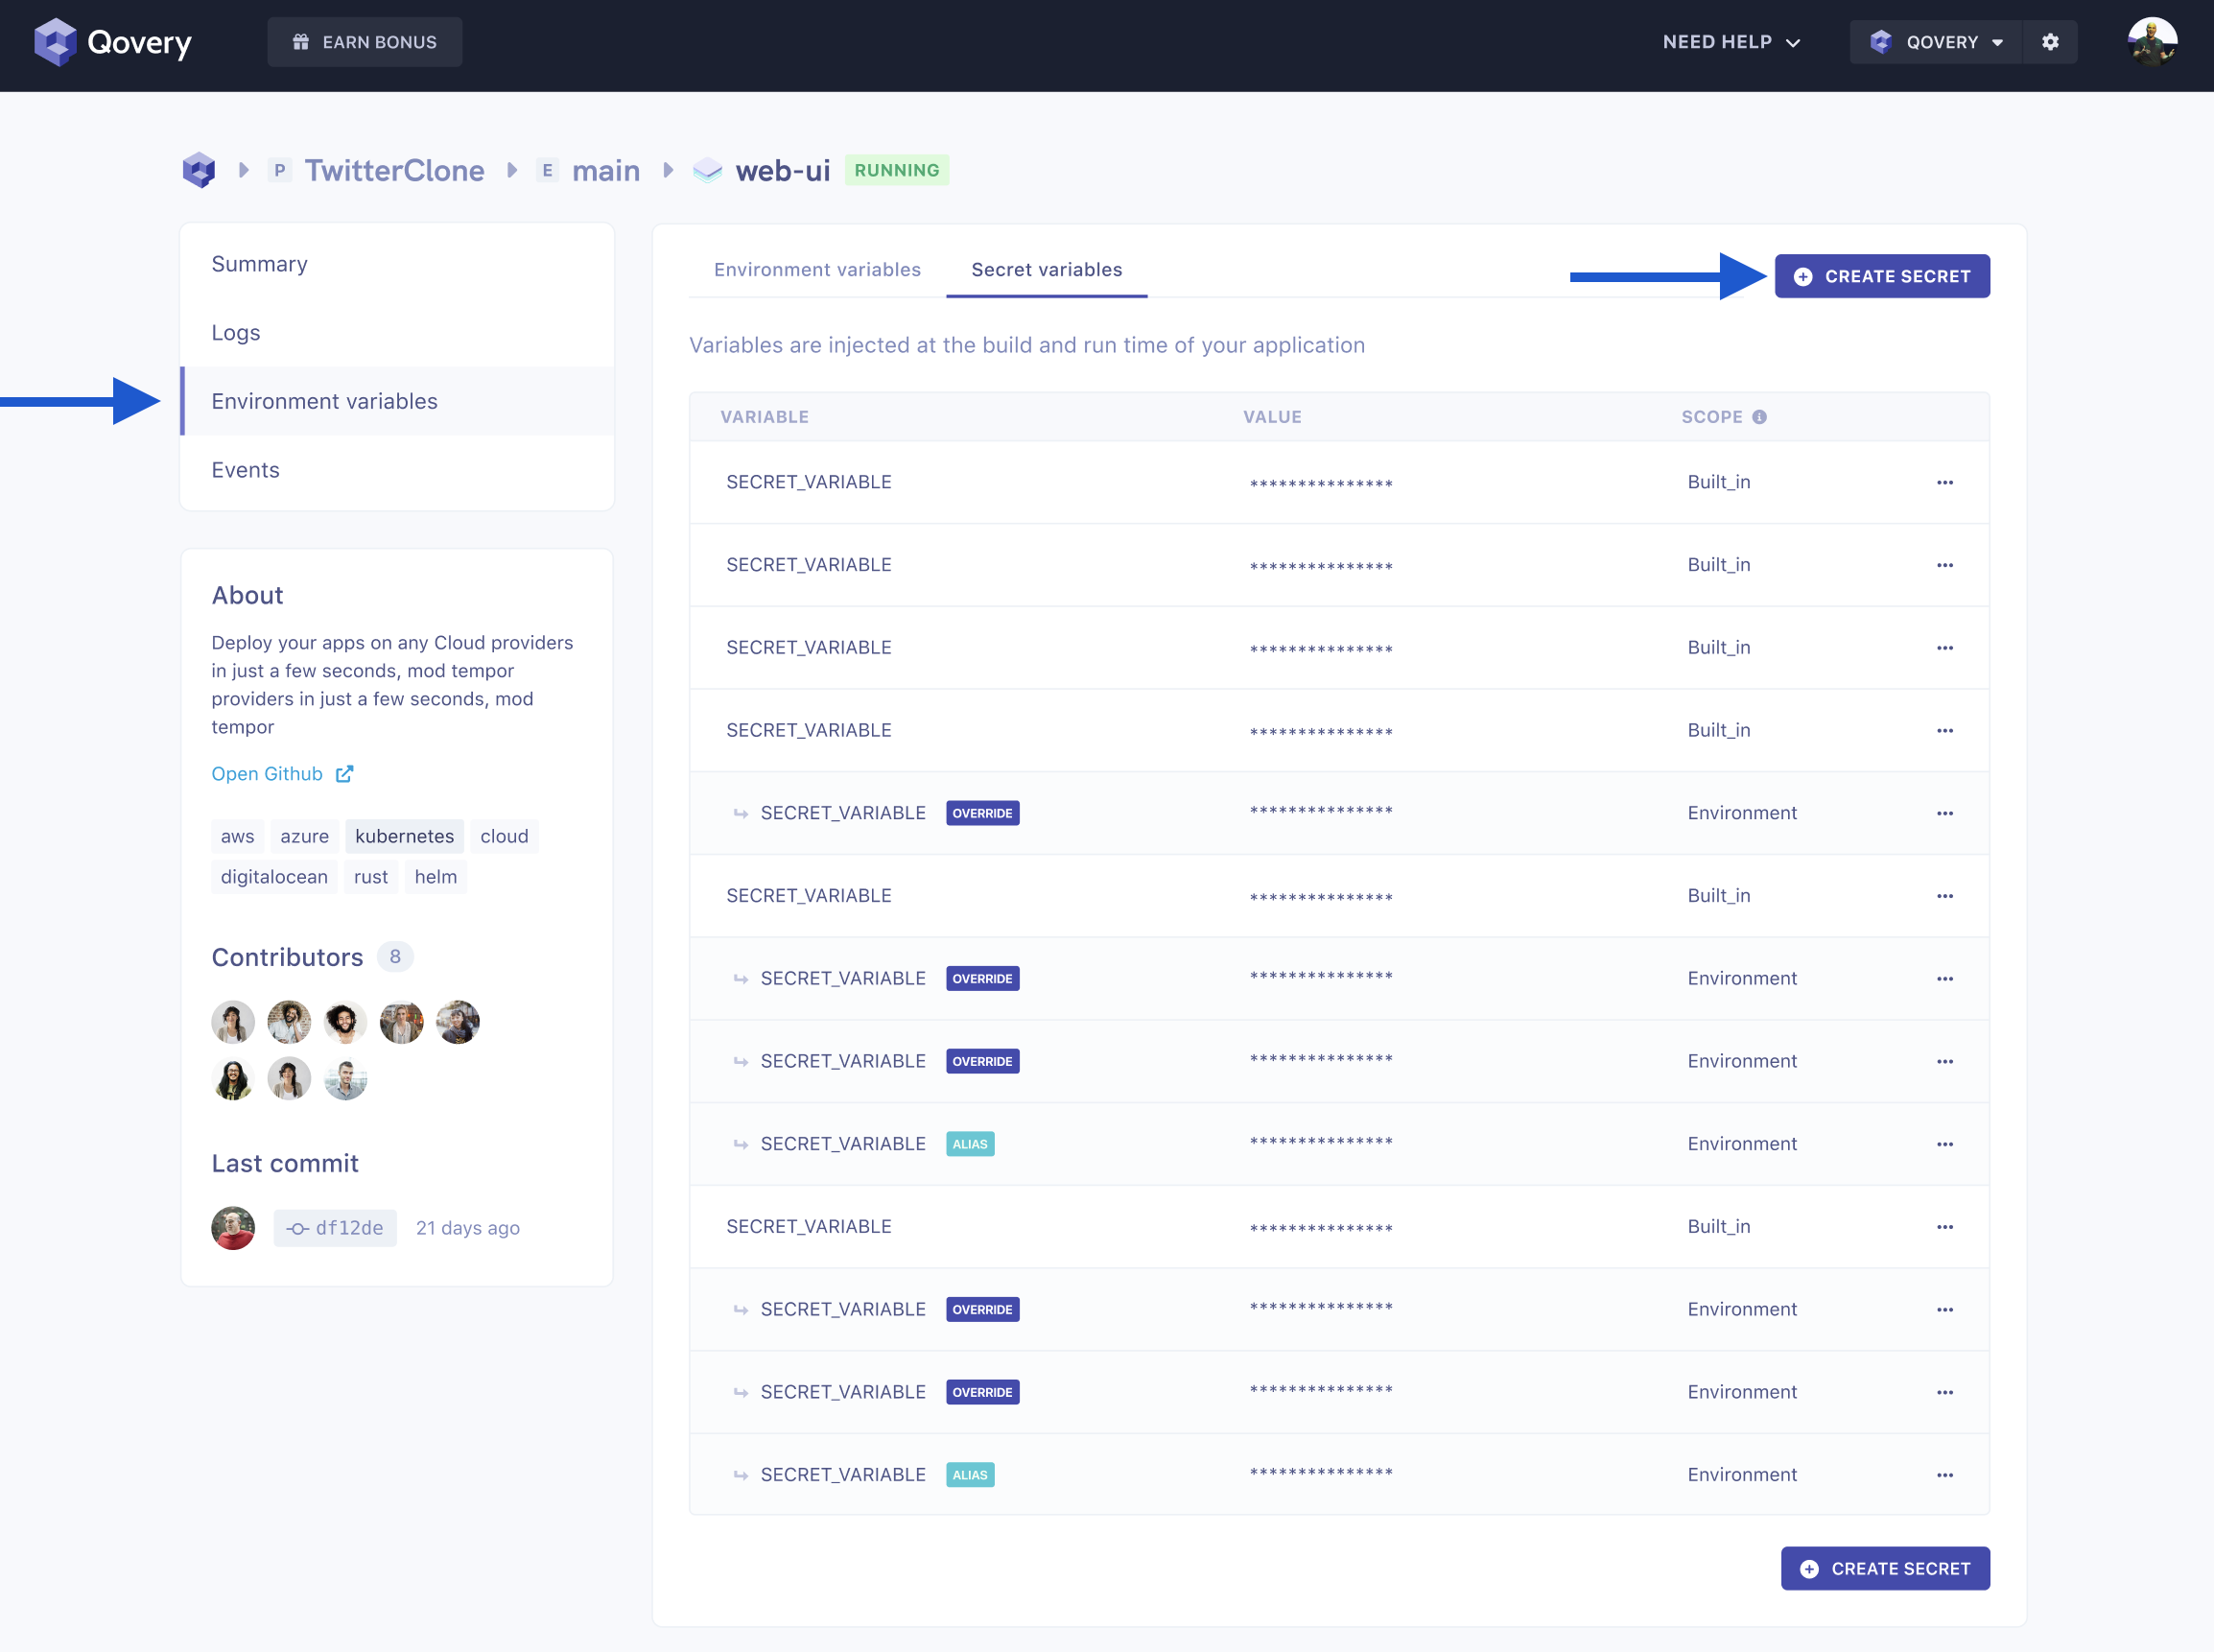 Qovery
EARN BONUS
NEED HELP
QOVERY
P TwitterClone E main web-ui RUNNING
Summary
Logs
Environment variables
Events
About
Deploy your apps on any Cloud providers
in just a few seconds, mod tempor
providers in just a few seconds, mod
tempor
Open Github
aws azure kubernetes cloud
digitalocean rust helm
Contributors 8
Last commit
df12de 21 days ago
Environment variables Secret variables CREATE SECRET
Variables are injected at the build and run time of your application
VARIABLE VALUE SCOPE
SECRET_VARIABLE *************** Built_in
SECRET_VARIABLE *************** Built_in
SECRET_VARIABLE *************** Built_in
SECRET_VARIABLE *************** Built_in
SECRET_VARIABLE OVERRIDE *************** Environment
SECRET_VARIABLE *************** Built_in
SECRET_VARIABLE OVERRIDE *************** Environment
SECRET_VARIABLE OVERRIDE *************** Environment
SECRET_VARIABLE ALIAS *************** Environment
SECRET_VARIABLE *************** Built_in
SECRET_VARIABLE OVERRIDE *************** Environment
SECRET_VARIABLE OVERRIDE *************** Environment
SECRET_VARIABLE ALIAS *************** Environment
CREATE SECRET